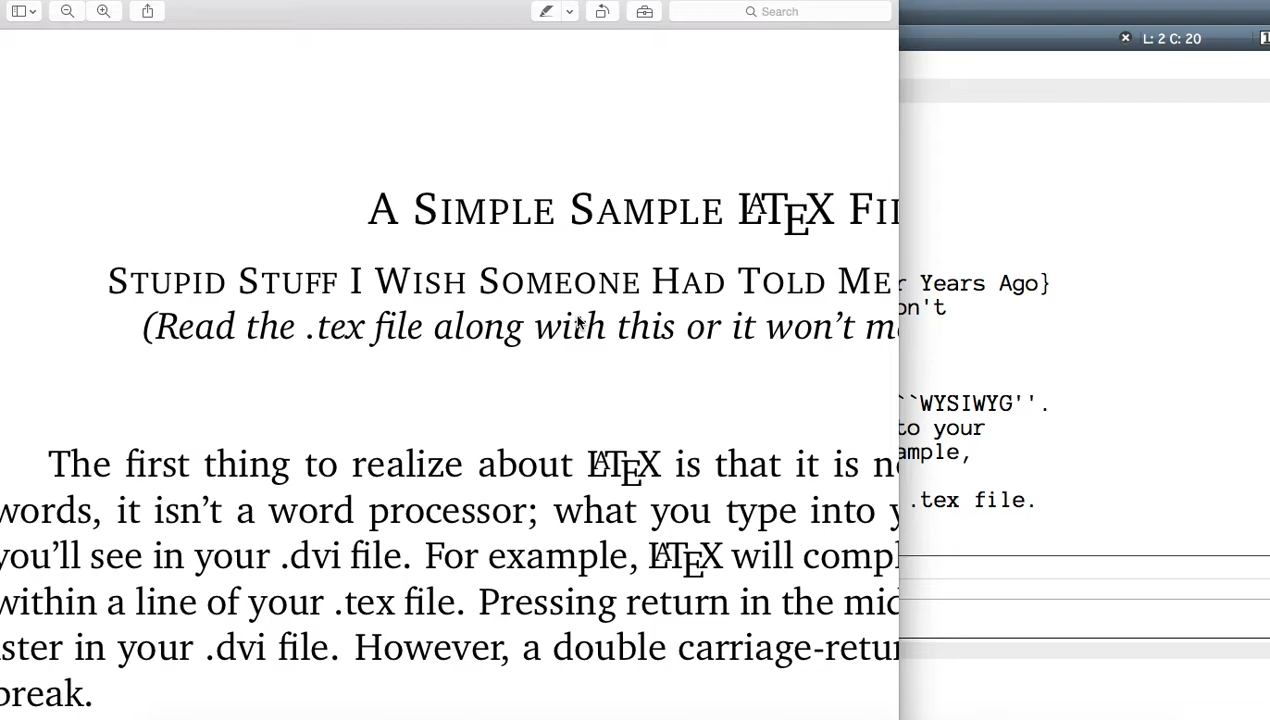 Search
L: 2 C: 20
A SIMPLE SAMPLE LATEX FI
STUPID STUFF I WISH SOMEONE HAD TOLD ME
(Read the .tex file along with this or it won't m
The first thing to realize about LATEX is that it is n
words, it isn't a word processor; what you type into y
you'll see in your .dvi file. For example, LATEX will compl
within a line of your .tex file. Pressing return in the mid
ster in your .dvi file. However, a double carriage-retur
break.
r Years Ago}
on't
``WYSIWYG''.
to your
ample,
.tex file.